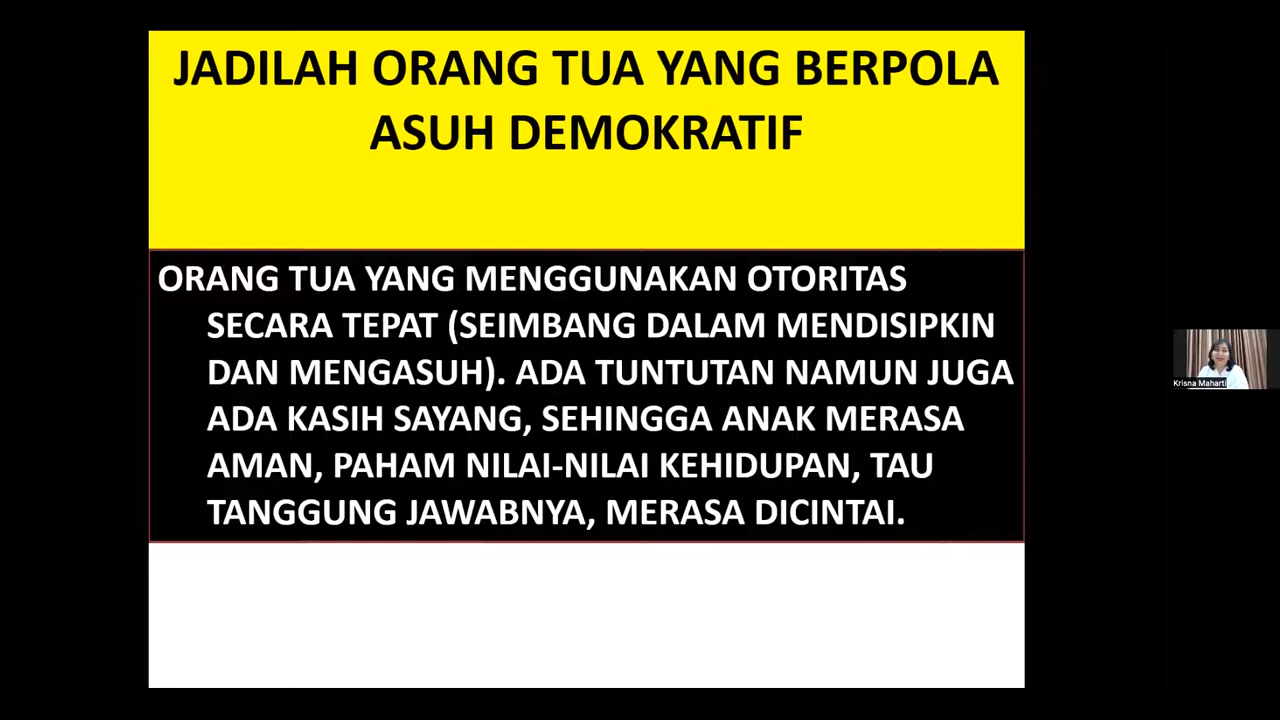 JADILAH ORANG TUA YANG BERPOLA
ASUH DEMOKRATIF
ORANG TUA YANG MENGGUNAKAN OTORITAS
SECARA TEPAT (SEIMBANG DALAM MENDISIPKIN
DAN MENGASUH). ADA TUNTUTAN NAMUN JUGA
ADA KASIH SAYANG, SEHINGGA ANAK MERASA
AMAN, PAHAM NILAI-NILAI KEHIDUPAN, TAU
TANGGUNG JAWABNYA, MERASA DICINTAI.
Krisna Maharti